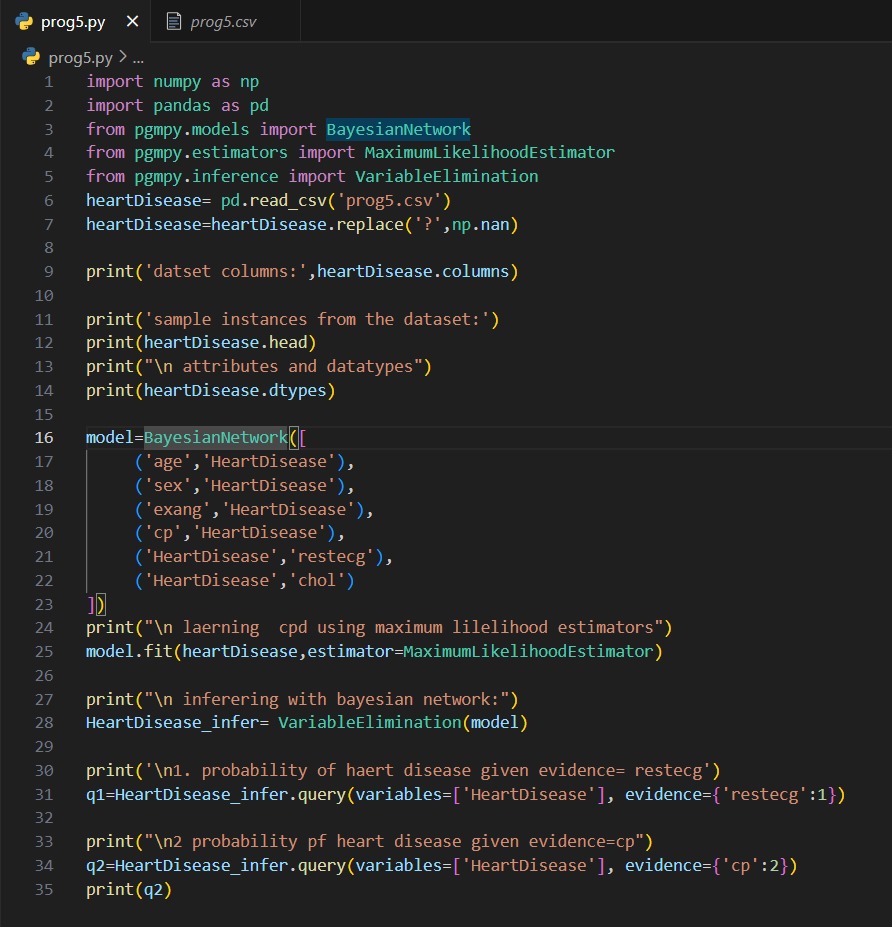 prog5.py × prog5.csv
prog5.py > ...
1 import numpy as np
2 import pandas as pd
3 from pgmpy.models import BayesianNetwork
4 from pgmpy.estimators import MaximumLikelihoodEstimator
5 from pgmpy.inference import VariableElimination
6 heartDisease= pd.read_csv('prog5.csv')
7 heartDisease=heartDisease.replace('?',np.nan)
8
9 print('datset columns:',heartDisease.columns)
10
11 print('sample instances from the dataset:')
12 print(heartDisease.head)
13 print("\n attributes and datatypes")
14 print(heartDisease.dtypes)
15
16 model=BayesianNetwork([
17      ('age','HeartDisease'),
18      ('sex','HeartDisease'),
19      ('exang','HeartDisease'),
20      ('cp','HeartDisease'),
21      ('HeartDisease','restecg'),
22      ('HeartDisease','chol')
23 ])
24 print("\n laerning  cpd using maximum lilelihood estimators")
25 model.fit(heartDisease,estimator=MaximumLikelihoodEstimator)
26
27 print("\n inferering with bayesian network:")
28 HeartDisease_infer= VariableElimination(model)
29
30 print('\n1. probability of haert disease given evidence= restecg')
31 q1=HeartDisease_infer.query(variables=['HeartDisease'], evidence={'restecg':1})
32
33 print("\n2 probability pf heart disease given evidence=cp")
34 q2=HeartDisease_infer.query(variables=['HeartDisease'], evidence={'cp':2})
35 print(q2)